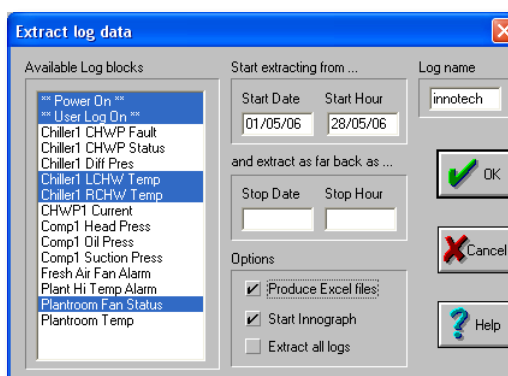 Extract log data
Available Log blocks
** Power On **
** User Log On **
Chiller1 CHWP Fault
Chiller1 CHWP Status
Chiller1 Diff Pres
Chiller1 LCHW Temp
Chiller1 RCHW Temp
CHWP1 Current
Comp1 Head Press
Comp1 Oil Press
Comp1 Suction Press
Fresh Air Fan Alarm
Plant Hi Temp Alarm
Plantroom Fan Status
Plantroom Temp
Start extracting from ...
Start Date Start Hour
01/05/06 28/05/06
and extract as far back as ...
Stop Date Stop Hour
Options
Produce Excel files
Start Innograph
Extract all logs
Log name
innotech
OK
Cancel
Help